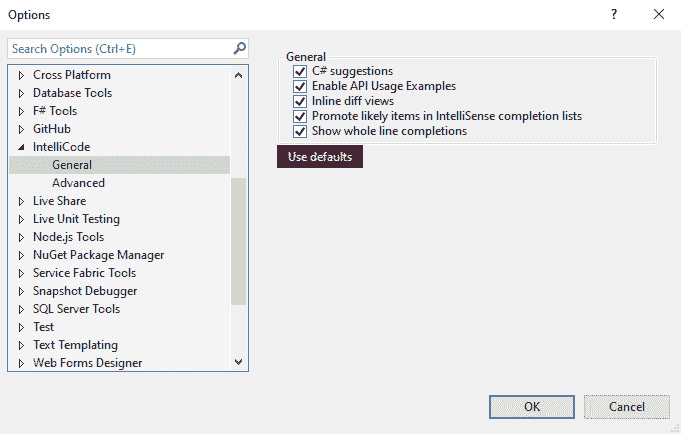 Options
?
Search Options (Ctrl+E)
Cross Platform
Database Tools
F# Tools
GitHub
IntelliCode
General
Advanced
Live Share
Live Unit Testing
Node.js Tools
NuGet Package Manager
Service Fabric Tools
Snapshot Debugger
SQL Server Tools
Test
Text Templating
Web Forms Designer
General
C# suggestions
Enable API Usage Examples
Inline diff views
Promote likely items in IntelliSense completion lists
Show whole line completions
Use defaults
OK
Cancel